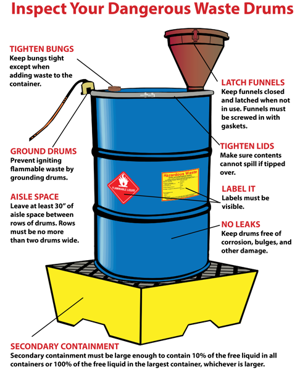 Inspect Your Dangerous Waste Drums
TIGHTEN BUNGS
Keep bungs tight
except when
adding waste to the
container.
LATCH FUNNELS
Keep funnels closed
and latched when not
in use. Funnels must
be screwed in with
gaskets.
GROUND DRUMS
Prevent igniting
flammable waste by
grounding drums.
TIGHTEN LIDS
Make sure contents
cannot spill if tipped
over.
AISLE SPACE
Leave at least 30" of
aisle space between
rows of drums. Rows
must be no more
than two drums wide.
LABEL IT
Labels must be
visible.
NO LEAKS
Keep drums free of
corrosion, bulges, and
other damage.
SECONDARY CONTAINMENT
Secondary containment must be large enough to contain 10% of the free liquid in all
containers or 100% of the free liquid in the largest container, whichever is larger.